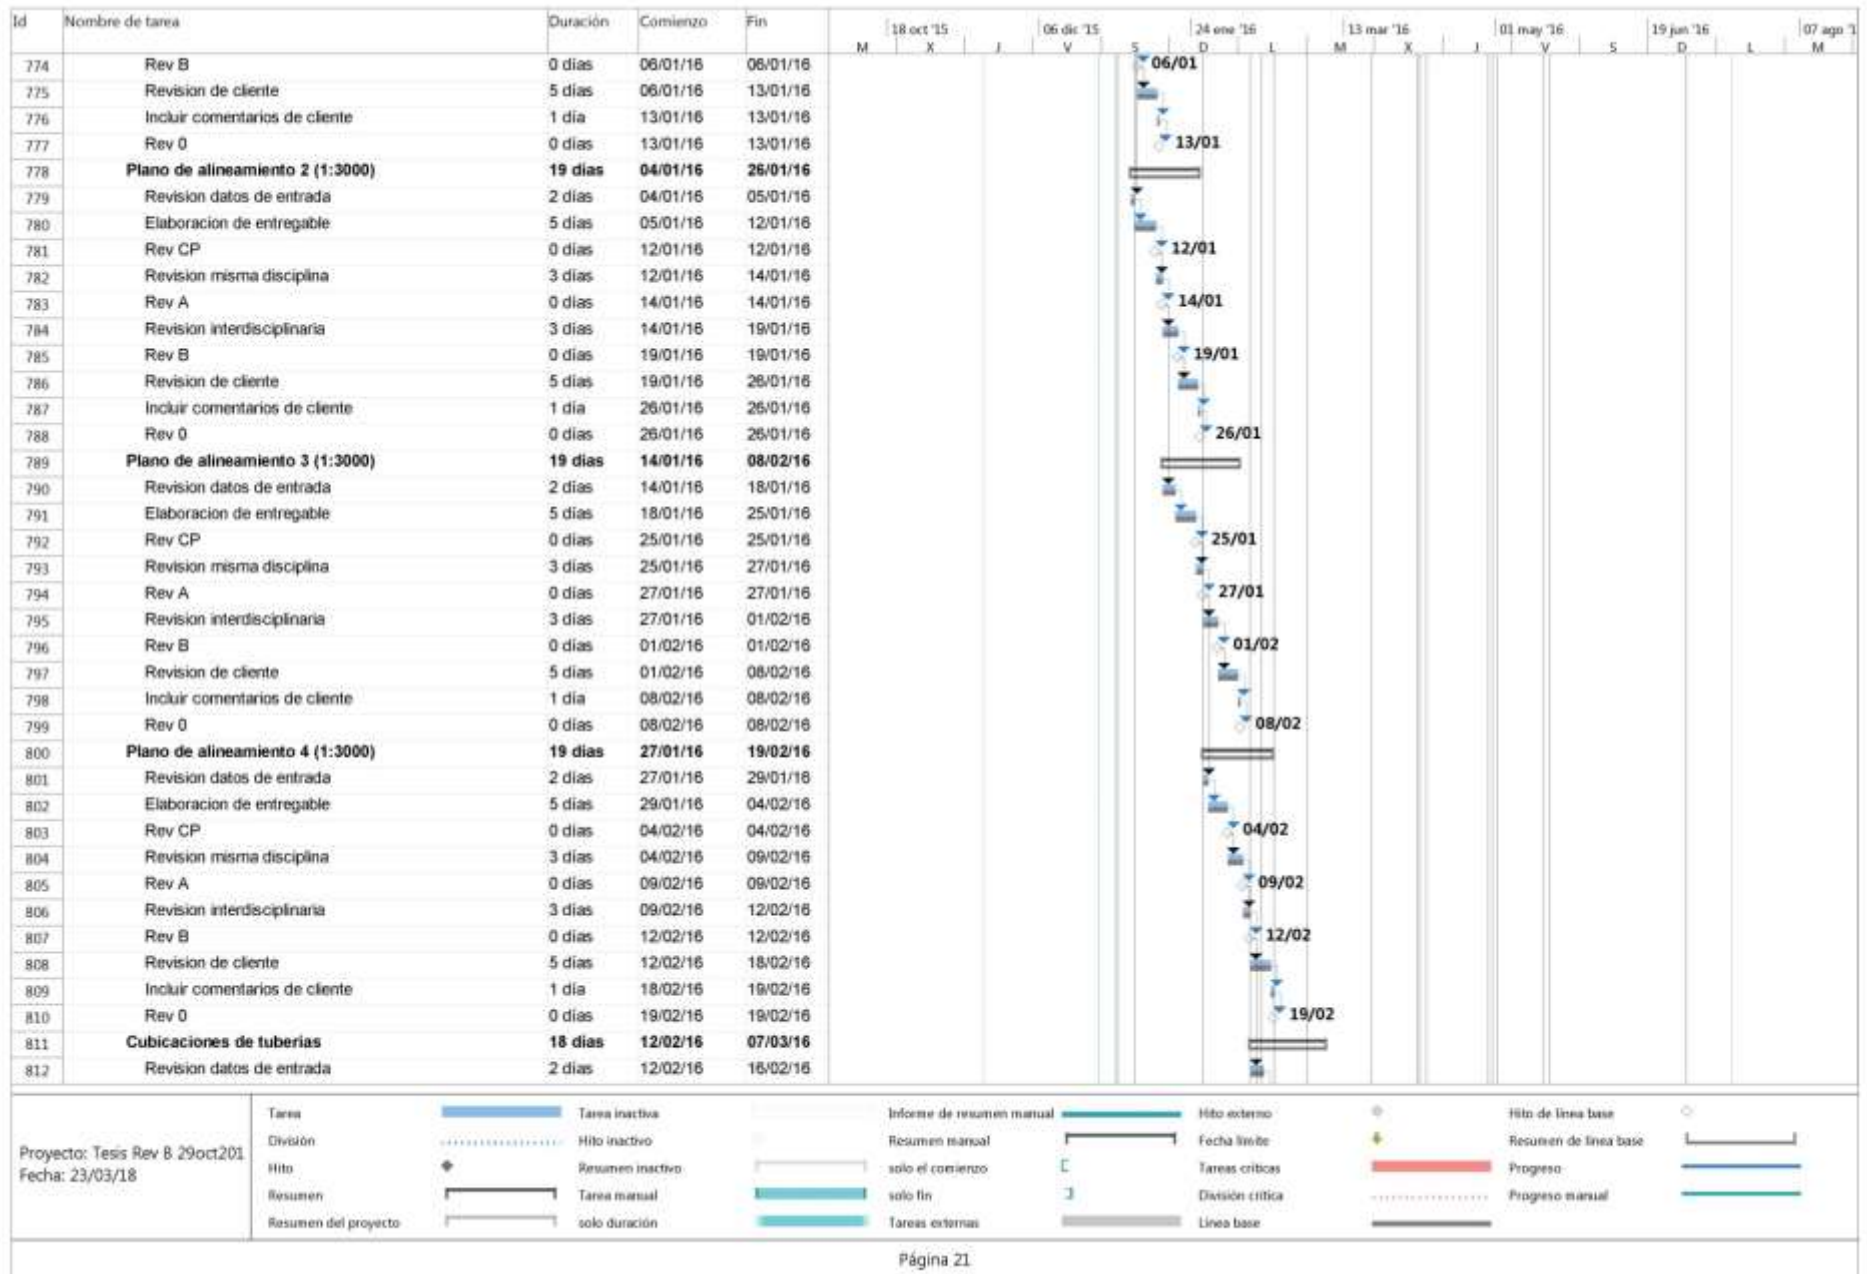 Id Nombre de tarea Duración Comienzo Fin 18 oct '15 06 dic '15 24 ene '16 13 mar '16 01 may '16 19 jun '16 07 ago '1
M X J V S D L M X J V S D L M
774 Rev B 0 días 06/01/16 06/01/16 06/01
775 Revision de cliente 5 días 06/01/16 13/01/16
776 Incluir comentarios de cliente 1 día 13/01/16 13/01/16
777 Rev 0 0 días 13/01/16 13/01/16 13/01
778 Plano de alineamiento 2 (1:3000) 19 días 04/01/16 26/01/16
779 Revision datos de entrada 2 días 04/01/16 05/01/16
780 Elaboracion de entregable 5 días 05/01/16 12/01/16
781 Rev CP 0 días 12/01/16 12/01/16 12/01
782 Revision misma disciplina 3 días 12/01/16 14/01/16
783 Rev A 0 días 14/01/16 14/01/16 14/01
784 Revision interdisciplinaria 3 días 14/01/16 19/01/16
785 Rev B 0 días 19/01/16 19/01/16 19/01
786 Revision de cliente 5 días 19/01/16 26/01/16
787 Incluir comentarios de cliente 1 día 26/01/16 26/01/16
788 Rev 0 0 días 26/01/16 26/01/16 26/01
789 Plano de alineamiento 3 (1:3000) 19 días 14/01/16 08/02/16
790 Revision datos de entrada 2 días 14/01/16 18/01/16
791 Elaboracion de entregable 5 días 18/01/16 25/01/16
792 Rev CP 0 días 25/01/16 25/01/16 25/01
793 Revision misma disciplina 3 días 25/01/16 27/01/16
794 Rev A 0 días 27/01/16 27/01/16 27/01
795 Revision interdisciplinaria 3 días 27/01/16 01/02/16
796 Rev B 0 días 01/02/16 01/02/16 01/02
797 Revision de cliente 5 días 01/02/16 08/02/16
798 Incluir comentarios de cliente 1 día 08/02/16 08/02/16
799 Rev 0 0 días 08/02/16 08/02/16 08/02
800 Plano de alineamiento 4 (1:3000) 19 días 27/01/16 19/02/16
801 Revision datos de entrada 2 días 27/01/16 29/01/16
802 Elaboracion de entregable 5 días 29/01/16 04/02/16
803 Rev CP 0 días 04/02/16 04/02/16 04/02
804 Revision misma disciplina 3 días 04/02/16 09/02/16
805 Rev A 0 días 09/02/16 09/02/16 09/02
806 Revision interdisciplinaria 3 días 09/02/16 12/02/16
807 Rev B 0 días 12/02/16 12/02/16 12/02
808 Revision de cliente 5 días 12/02/16 18/02/16
809 Incluir comentarios de cliente 1 día 18/02/16 19/02/16
810 Rev 0 0 días 19/02/16 19/02/16 19/02
811 Cubicaciones de tuberias 18 días 12/02/16 07/03/16
812 Revision datos de entrada 2 días 12/02/16 16/02/16
Proyecto: Tesis Rev B 29oct201
Fecha: 23/03/18
Tarea Tarea inactiva Informe de resumen manual Hito externo Hito de línea base
División Hito inactivo Resumen manual Fecha límite Resumen de línea base
Hito Resumen inactivo solo el comienzo Tareas críticas Progreso
Resumen Tarea manual solo fin División crítica Progreso manual
Resumen del proyecto solo duración Tareas externas Línea base
Página 21